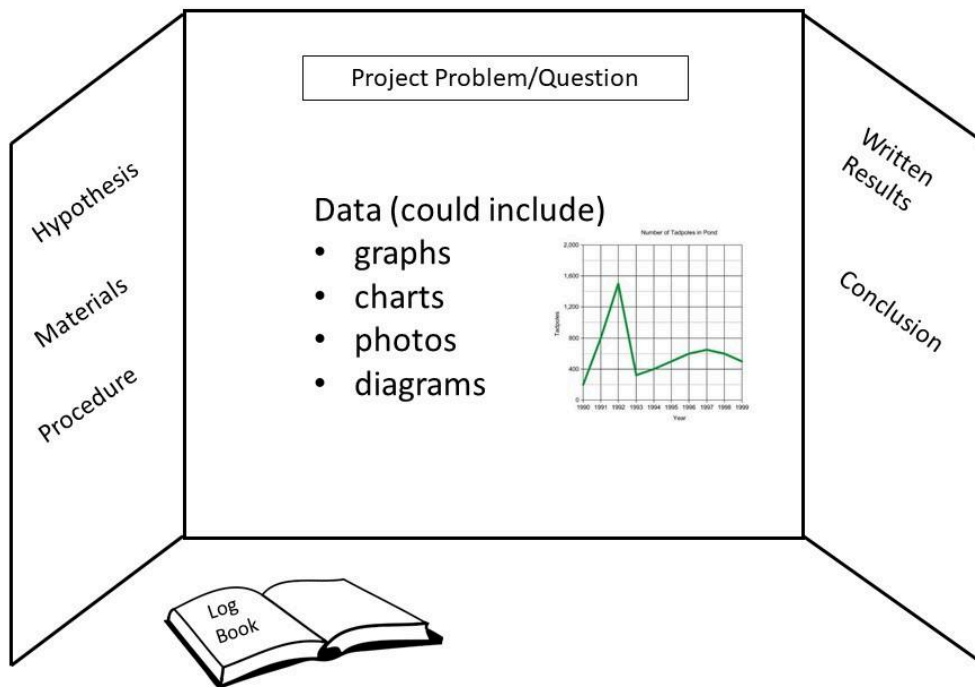 Project Problem/Question
Hypothesis
Materials
Procedure
Data (could include)
• graphs
• charts
• photos
• diagrams
Number of Tadpoles in Pond
2,000
1,600
1,200
800
400
0
Tadpoles
1990 1991 1992 1993 1994 1995 1996 1997 1998 1999
Year
Written
Results
Conclusion
Log
Book